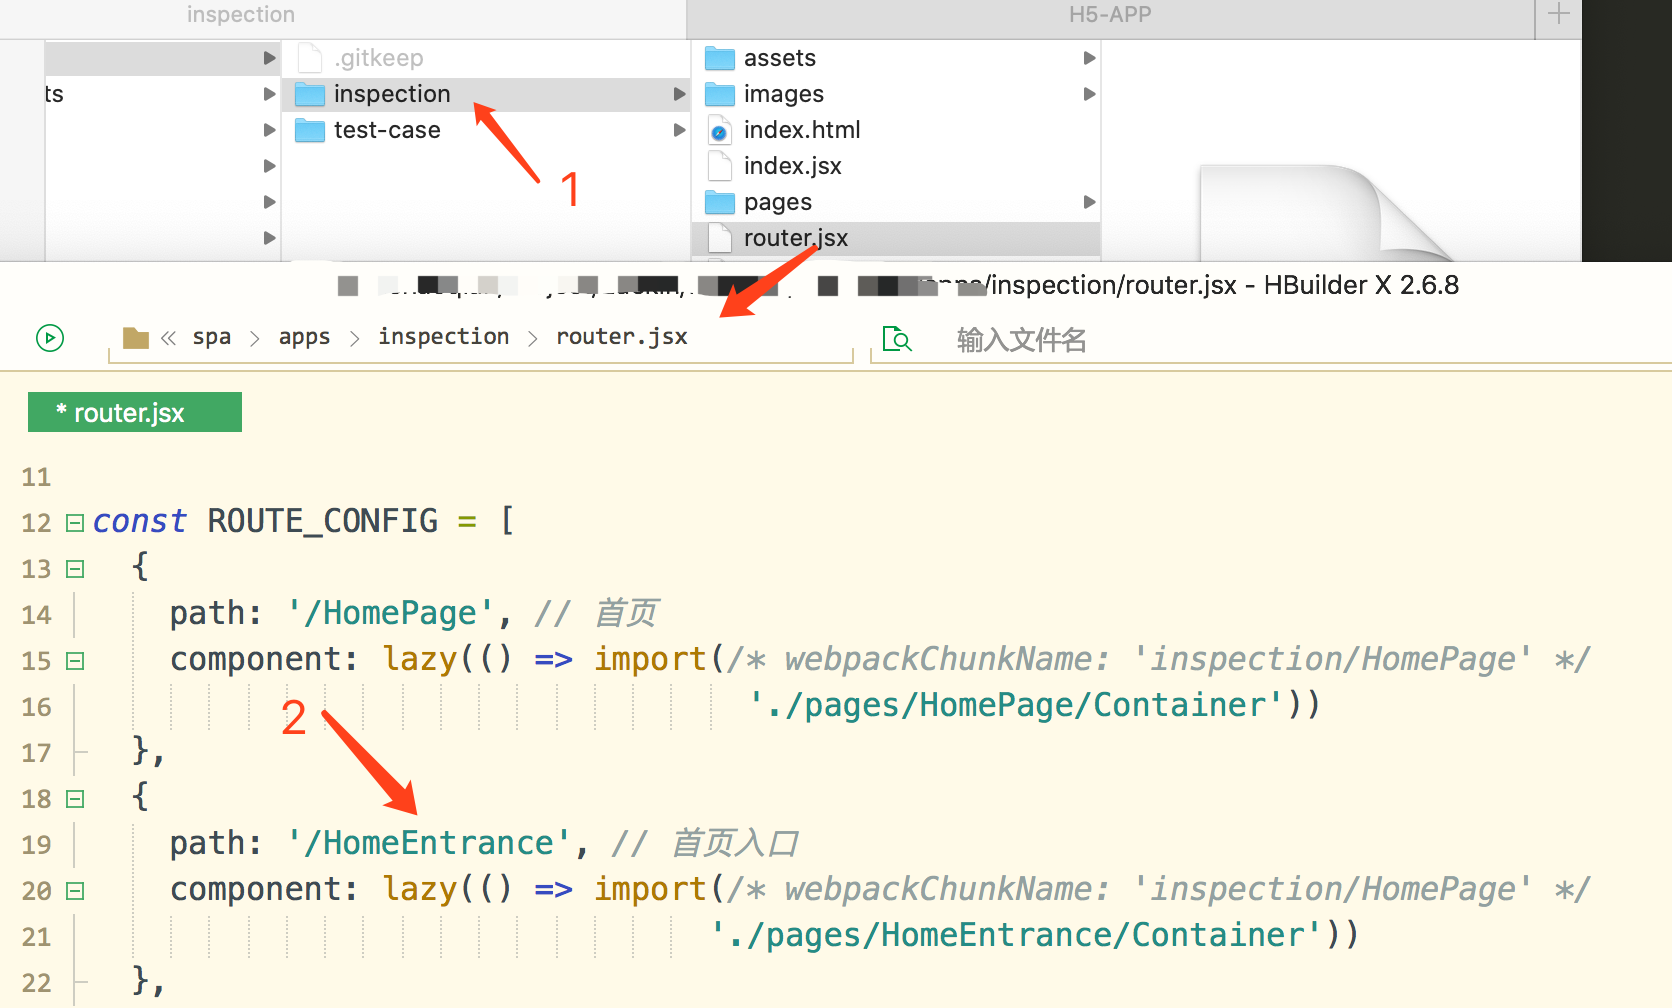 inspection
H5-APP
ts
.gitkeep
inspection
test-case
1
assets
images
index.html
index.jsx
pages
router.jsx
/inspection/router.jsx - HBuilder X 2.6.8
« spa > apps > inspection > router.jsx
输入文件名
* router.jsx
11
12 const ROUTE_CONFIG = [
13 {
14 path: '/HomePage', // 首页
15 component: lazy(() => import(/* webpackChunkName: 'inspection/HomePage' */
16 './pages/HomePage/Container'))
2
17 },
18 {
19 path: '/HomeEntrance', // 首页入口
20 component: lazy(() => import(/* webpackChunkName: 'inspection/HomePage' */
21 './pages/HomeEntrance/Container'))
22 },